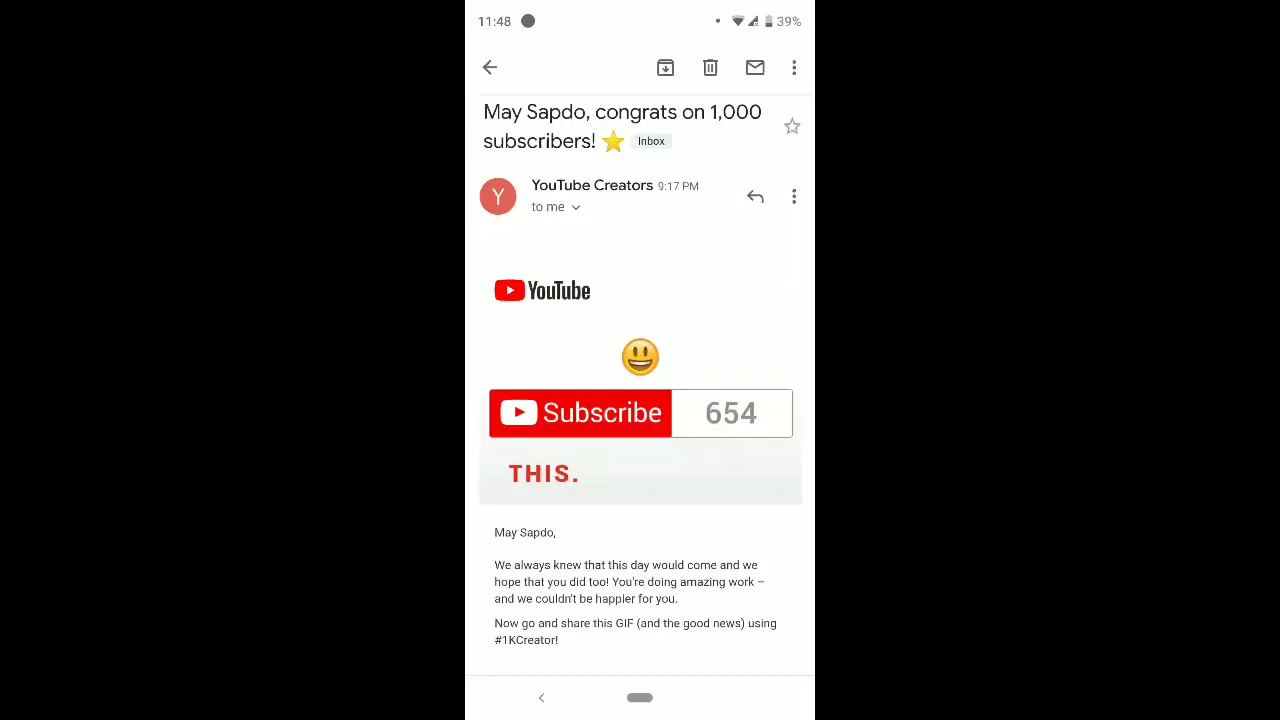 11:48
39%
May Sapdo, congrats on 1,000
subscribers! ⭐ Inbox
Y
YouTube Creators 9:17 PM
to me
YouTube
Subscribe 654
THIS.
May Sapdo,
We always knew that this day would come and we
hope that you did too! You're doing amazing work –
and we couldn't be happier for you.
Now go and share this GIF (and the good news) using
#1KCreator!